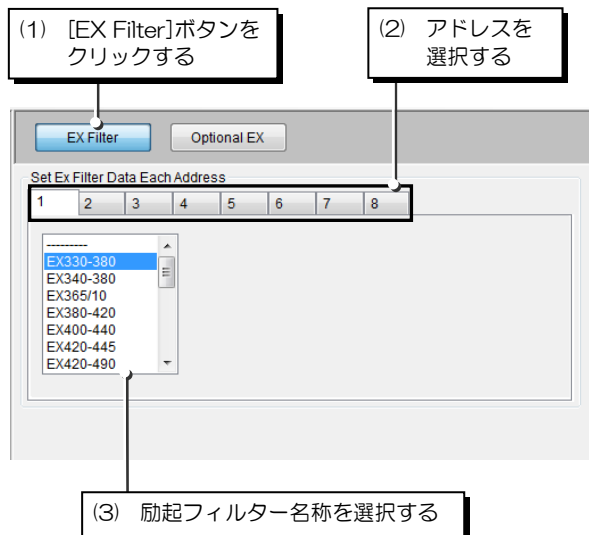 (1) [EX Filter]ボタンを
クリックする
(2) アドレスを
選択する
EX Filter
Optional EX
Set Ex Filter Data Each Address
1 2 3 4 5 6 7 8
---------
EX330-380
EX340-380
EX365/10
EX380-420
EX400-440
EX420-445
EX420-490
(3) 励起フィルター名称を選択する